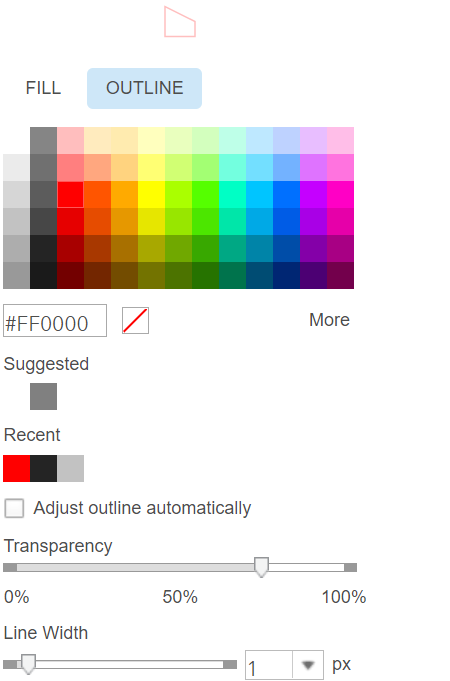 FILL OUTLINE
#FF0000 More
Suggested
Recent
Adjust outline automatically
Transparency
0% 50% 100%
Line Width
1 px